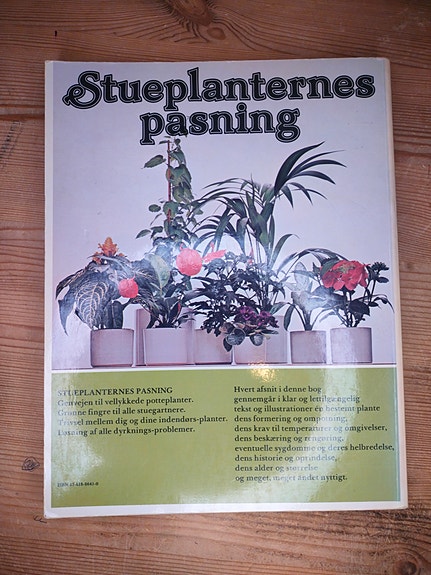 Stueplanternes
pasning
STUEPLANTERNES PASNING
Genvejen til vellykkede potteplanter.
Grønne fingre til alle stuegartnere.
Trivsel mellem dig og dine indendørs-planter.
Løsning af alle dyrknings-problemer.
Hvert afsnit i denne bog
gennemgår i klar og lettilgængelig
tekst og illustrationer én bestemt plante
dens formering og ompotning,
dens krav til temperaturer og omgivelser,
dens beskæring og rengøring,
eventuelle sygdomme og deres helbredelse,
dens historie og oprindelse,
dens alder og størrelse
og meget, meget andet nyttigt.
ISBN